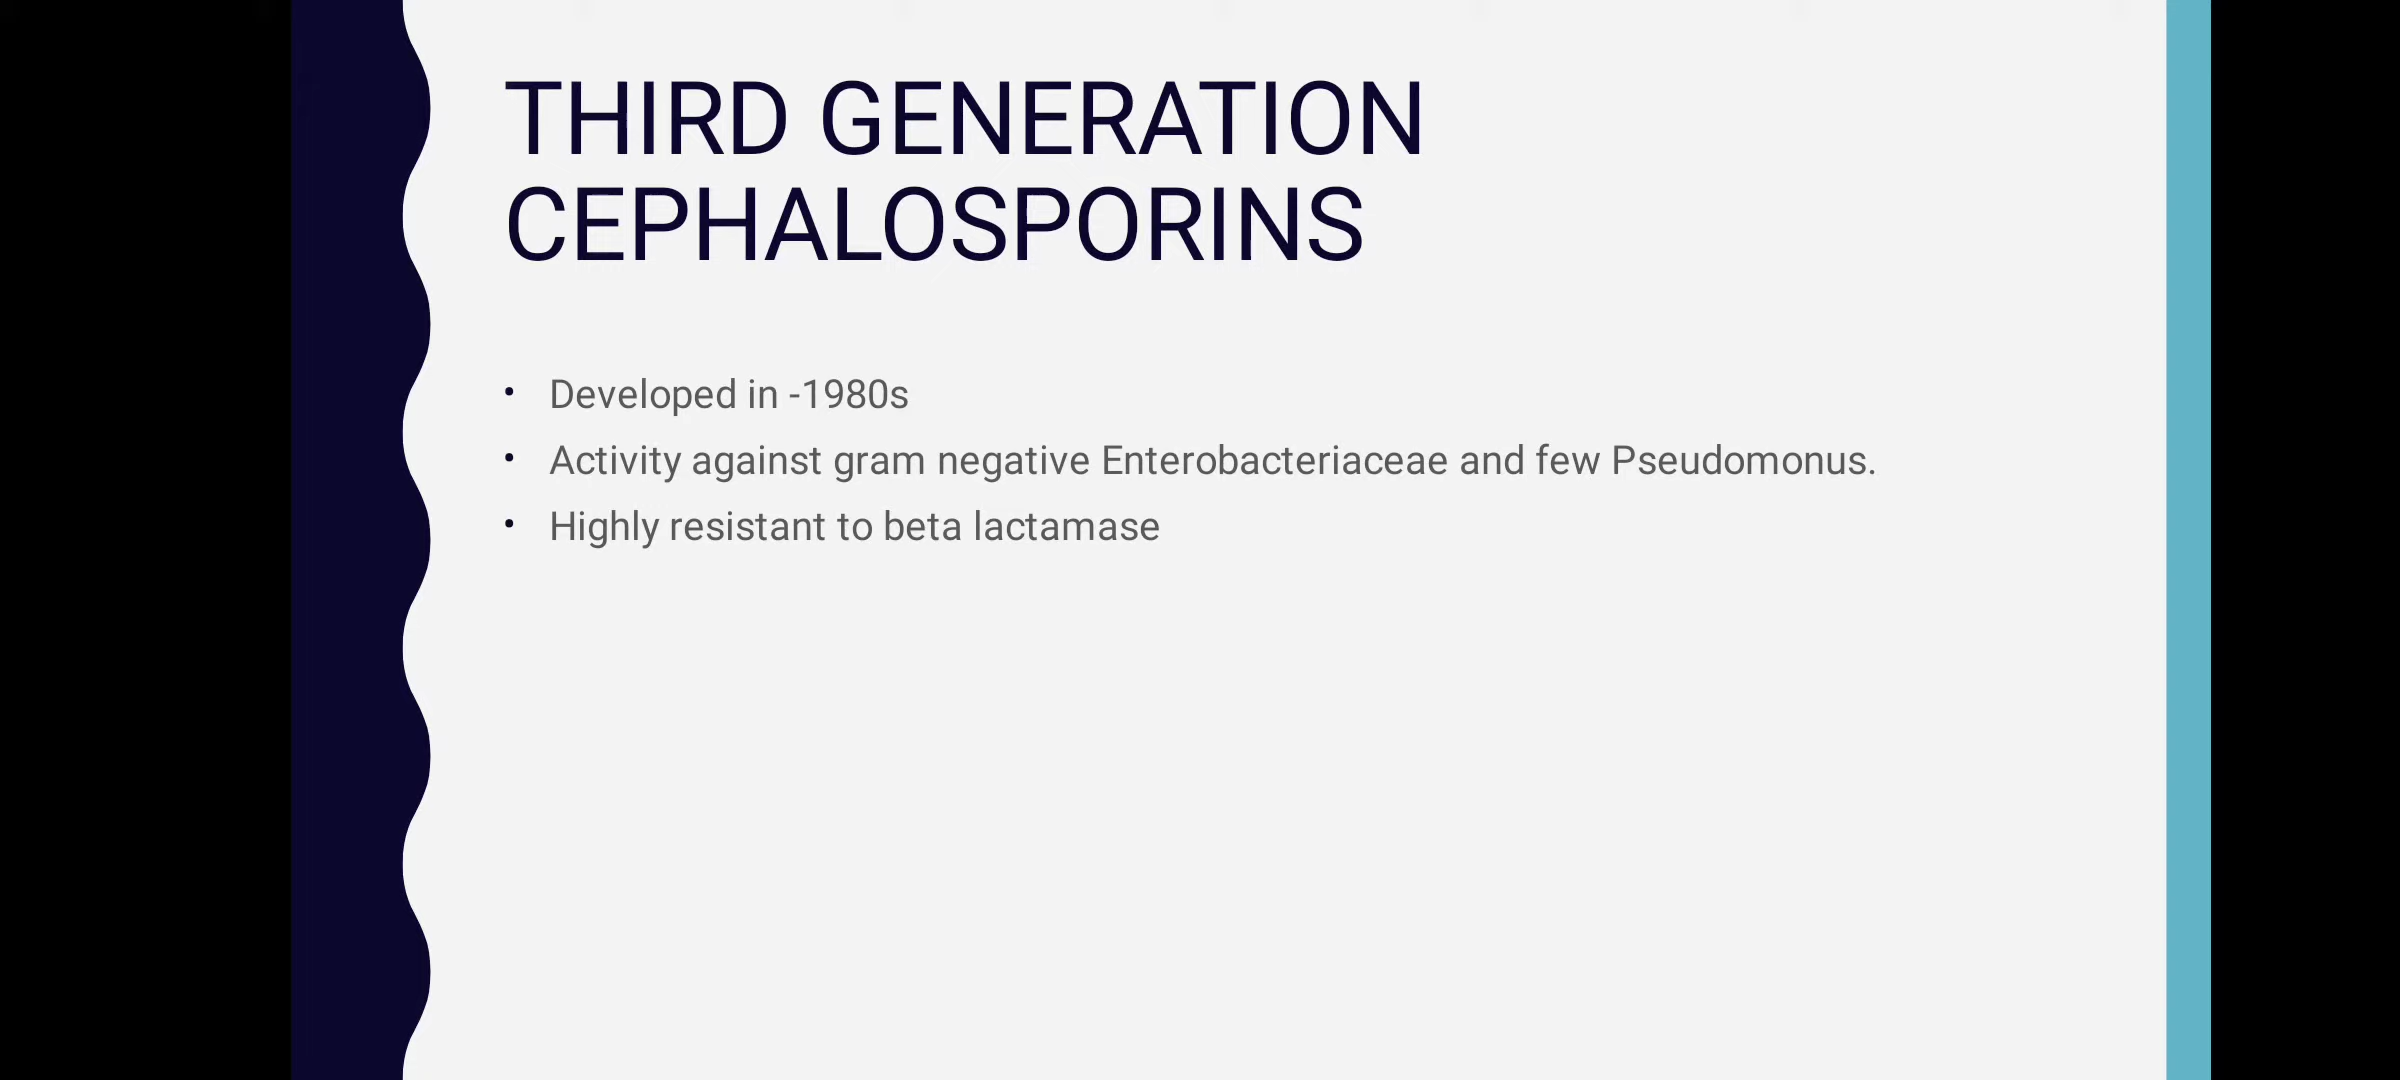 THIRD GENERATION
CEPHALOSPORINS
• Developed in -1980s
• Activity against gram negative Enterobacteriaceae and few Pseudomonus.
• Highly resistant to beta lactamase